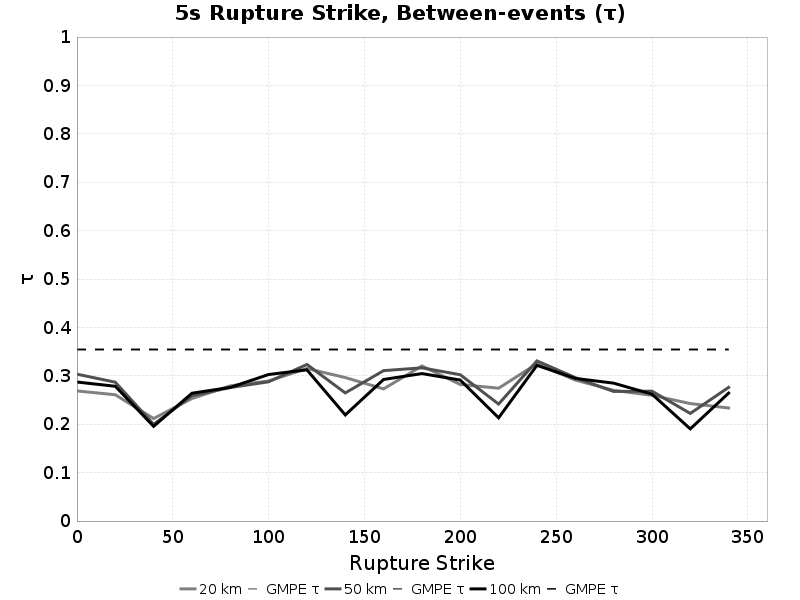 5s Rupture Strike, Between-events (τ)
1
0.9
0.8
0.7
0.6
0.5
0.4
0.3
0.2
0.1
0
τ
0 50 100 150 200 250 300 350
Rupture Strike
20 km GMPE τ 50 km GMPE τ 100 km GMPE τ